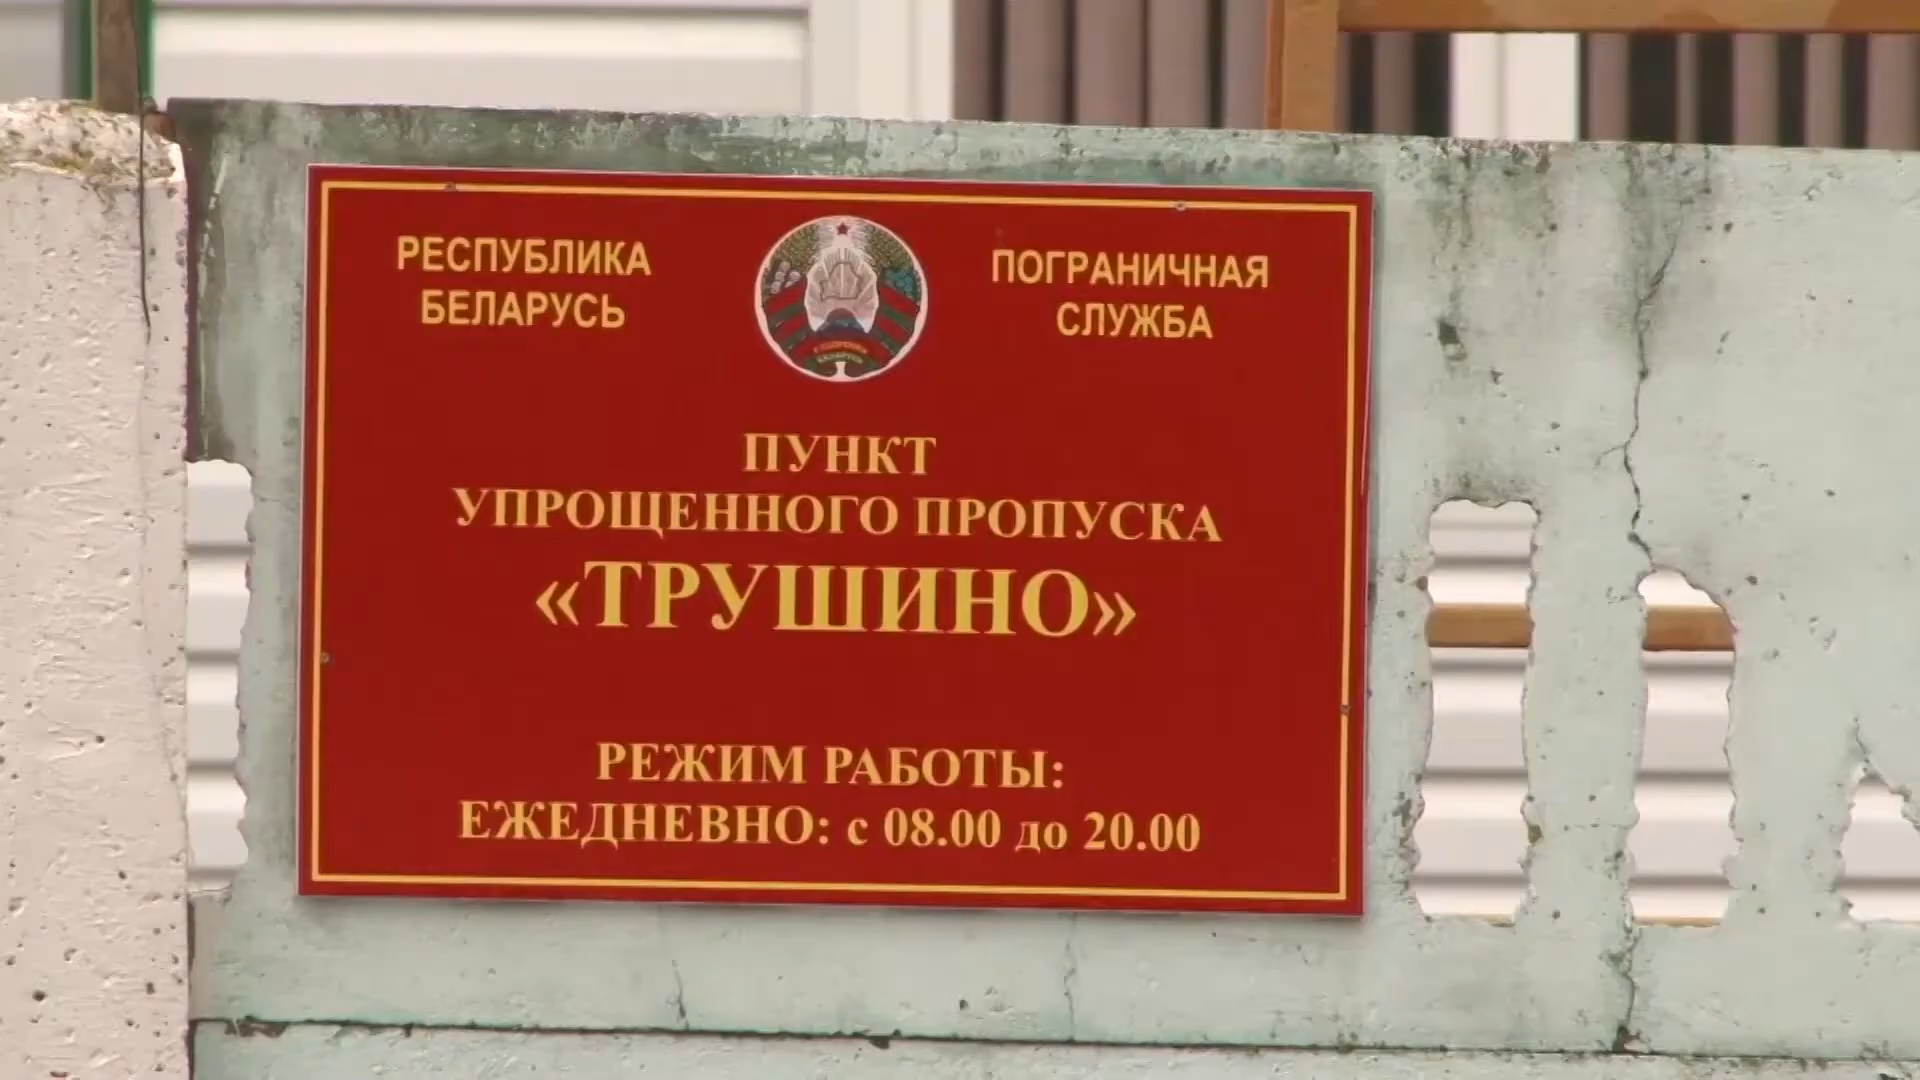 РЕСПУБЛИКА
БЕЛАРУСЬ
ПОГРАНИЧНАЯ
СЛУЖБА
ПУНКТ
УПРОЩЕННОГО ПРОПУСКА
«ТРУШИНО»
РЕЖИМ РАБОТЫ:
ЕЖЕДНЕВНО: с 08.00 до 20.00